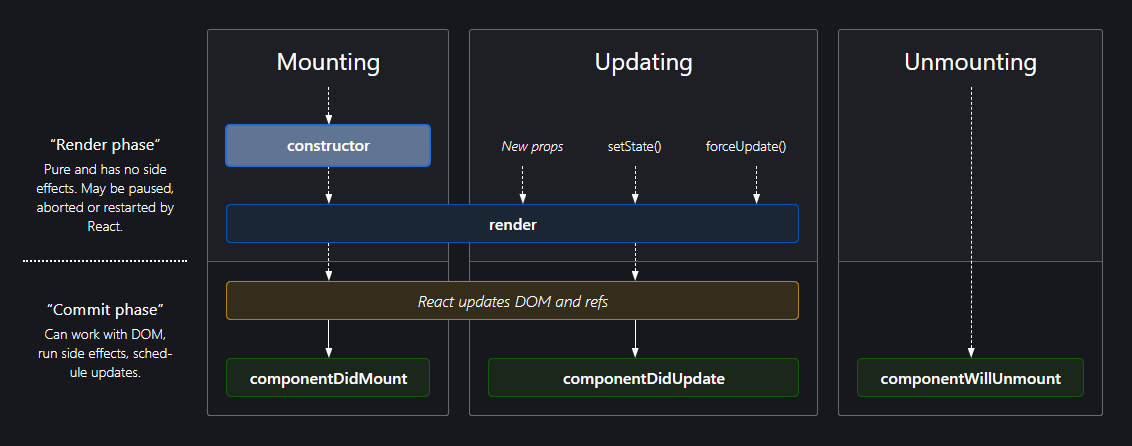 Mounting
Updating
Unmounting
“Render phase”
Pure and has no side
effects. May be paused,
aborted or restarted by
React.
constructor
New props
setState()
forceUpdate()
render
“Commit phase”
Can work with DOM,
run side effects, sched-
ule updates.
React updates DOM and refs
componentDidMount
componentDidUpdate
componentWillUnmount